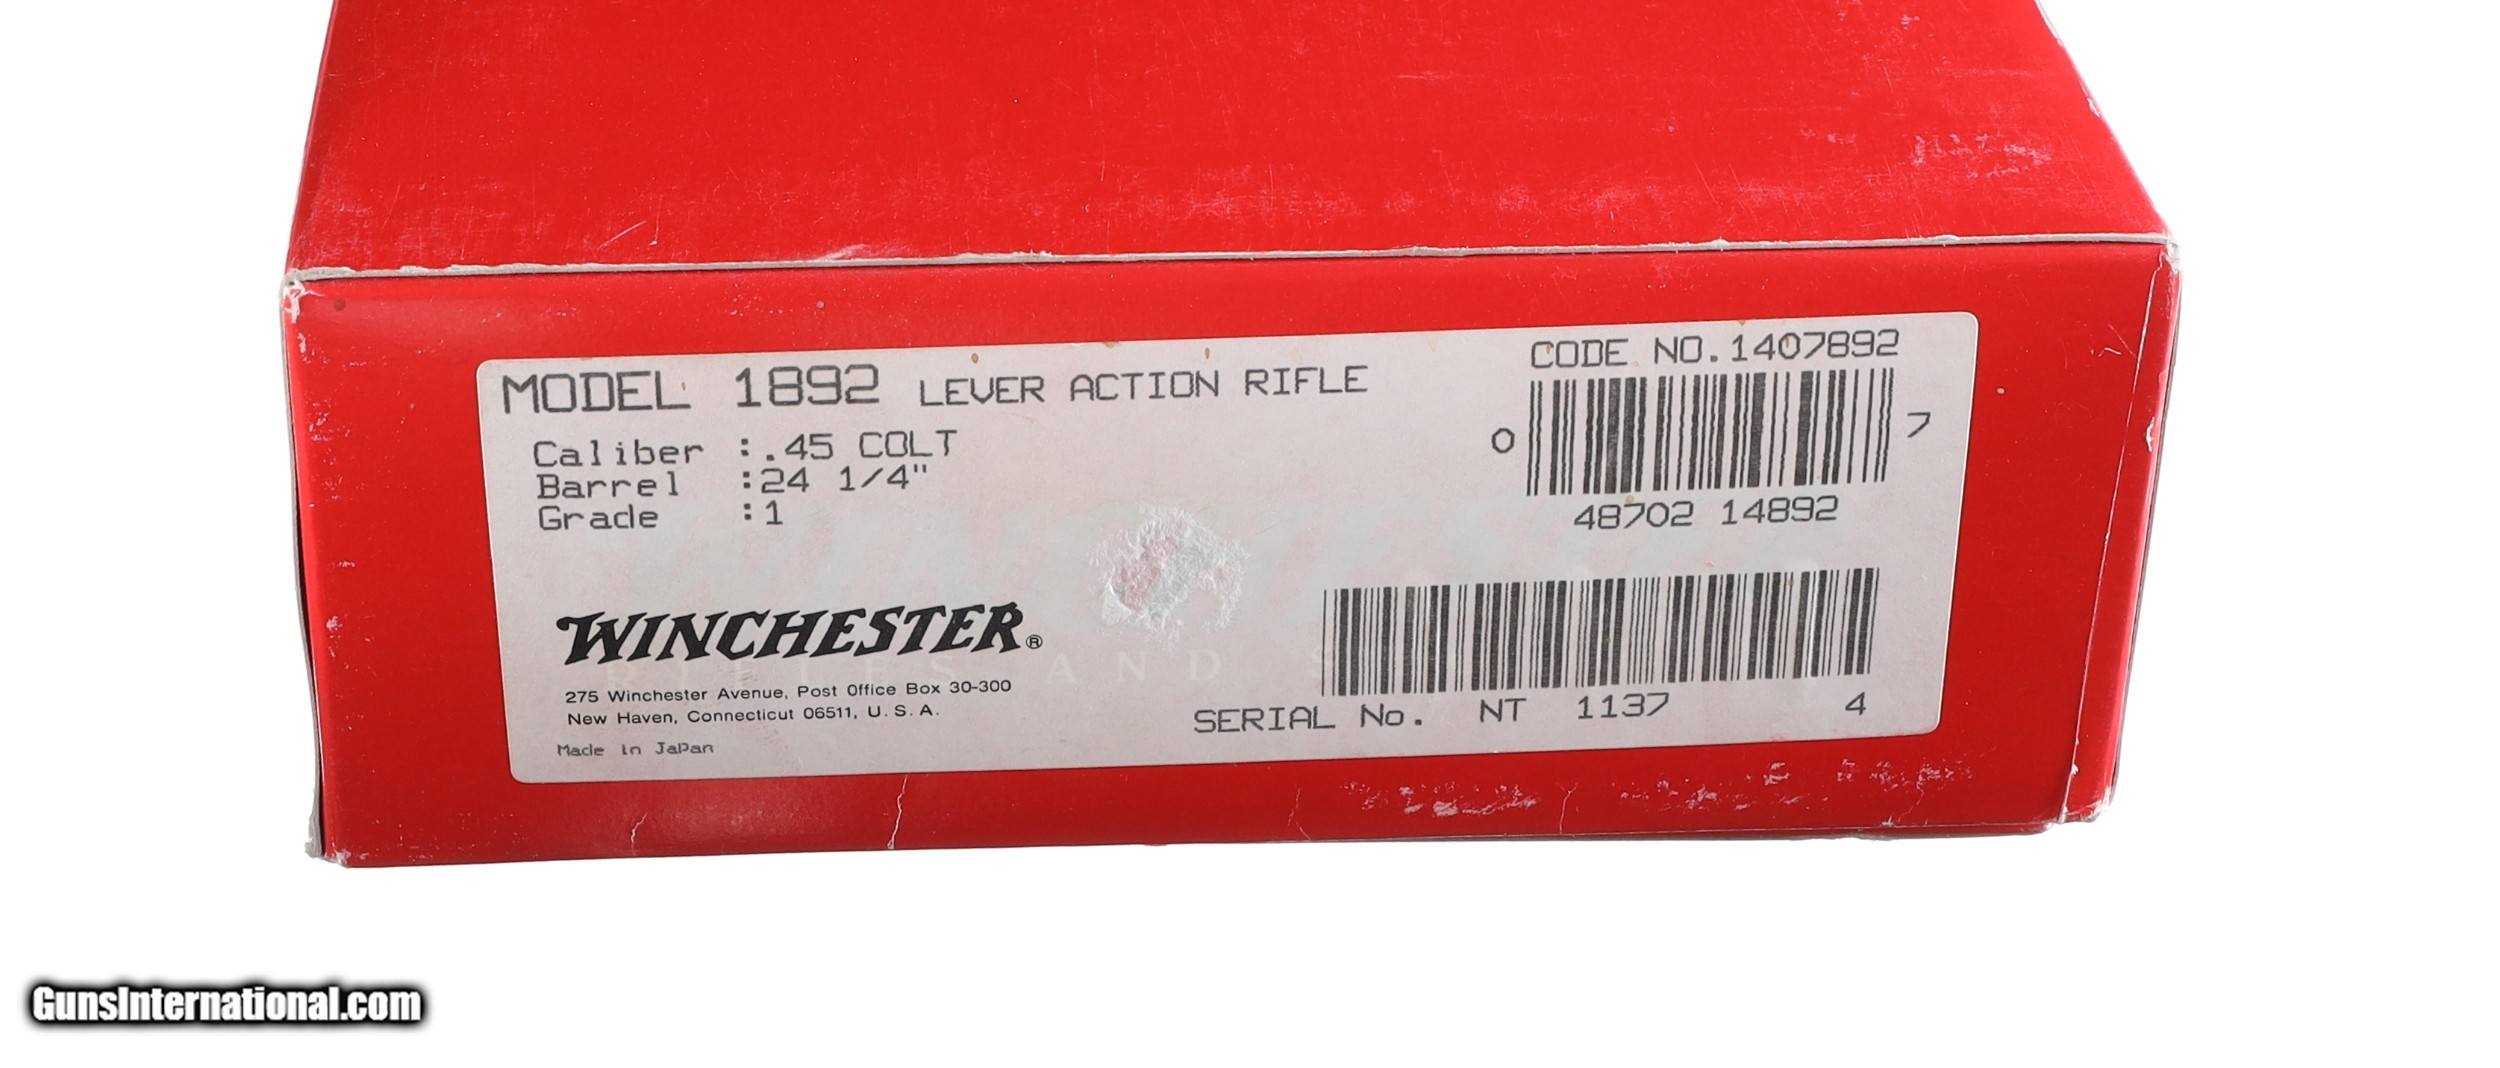 MODEL 1892 LEVER ACTION RIFLE
CODE NO.1407892
Caliber :.45 COLT
Barrel :24 1/4"
Grade :1
0 7
48702 14892
WINCHESTER®
275 Winchester Avenue, Post Office Box 30-300
New Haven, Connecticut 06511, U.S.A.
Made in Japan
SERIAL No. NT 1137 4
RIFLES AND S
GunsInternational.com